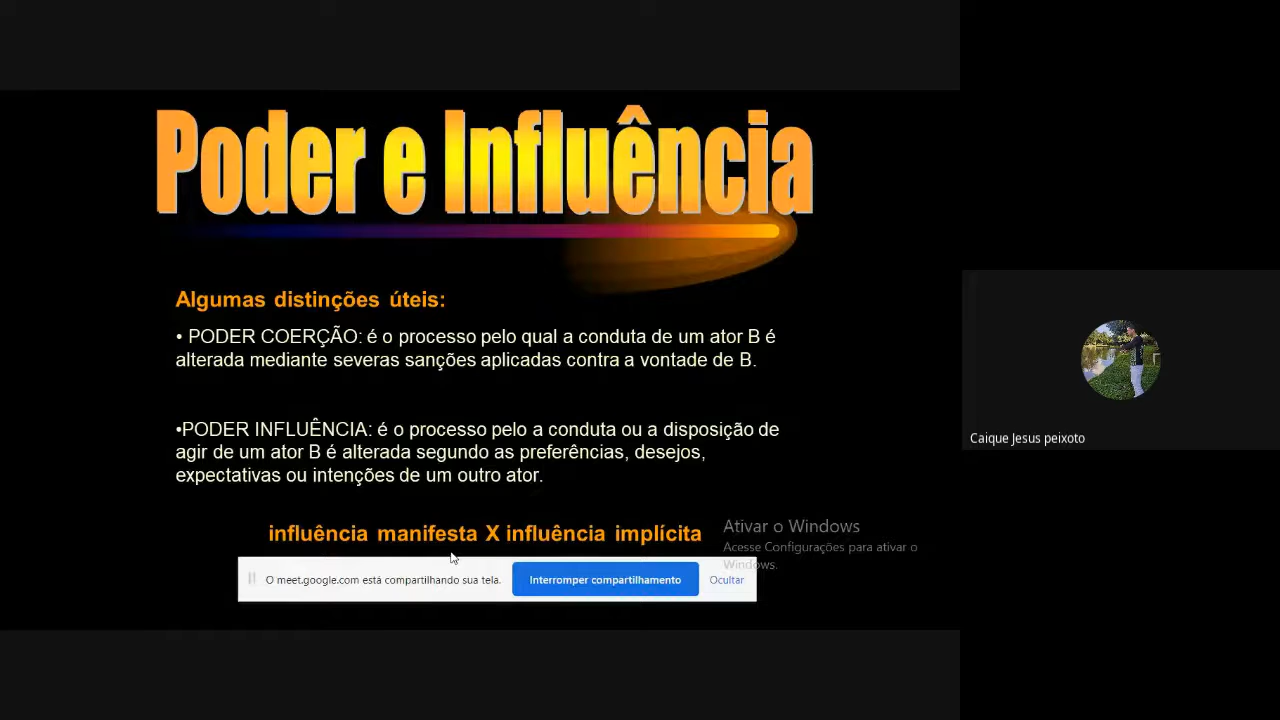 Poder e Influência
Algumas distinções úteis:
• PODER COERÇÃO: é o processo pelo qual a conduta de um ator B é
alterada mediante severas sanções aplicadas contra a vontade de B.
•PODER INFLUÊNCIA: é o processo pelo a conduta ou a disposição de
agir de um ator B é alterada segundo as preferências, desejos,
expectativas ou intenções de um outro ator.
influência manifesta X influência implícita
Ativar o Windows
Acesse Configurações para ativar o
Windows.
O meet.google.com está compartilhando sua tela.
Interromper compartilhamento
Ocultar
Caique Jesus peixoto